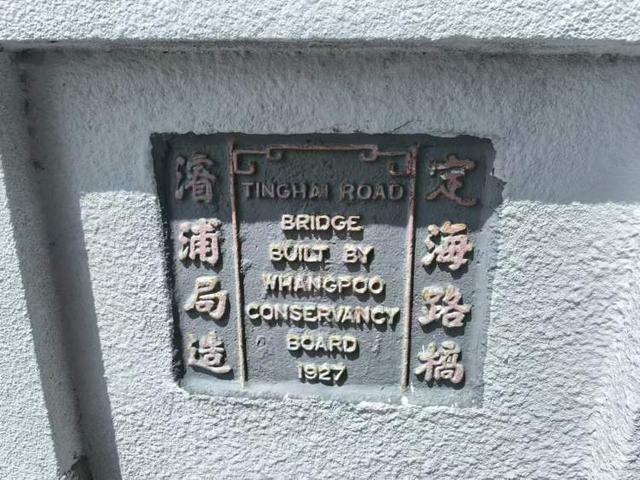 定海路橋
TINGHAI ROAD
BRIDGE
BUILT BY
WHANGPOO
CONSERVANCY
BOARD
1927
濬浦局造